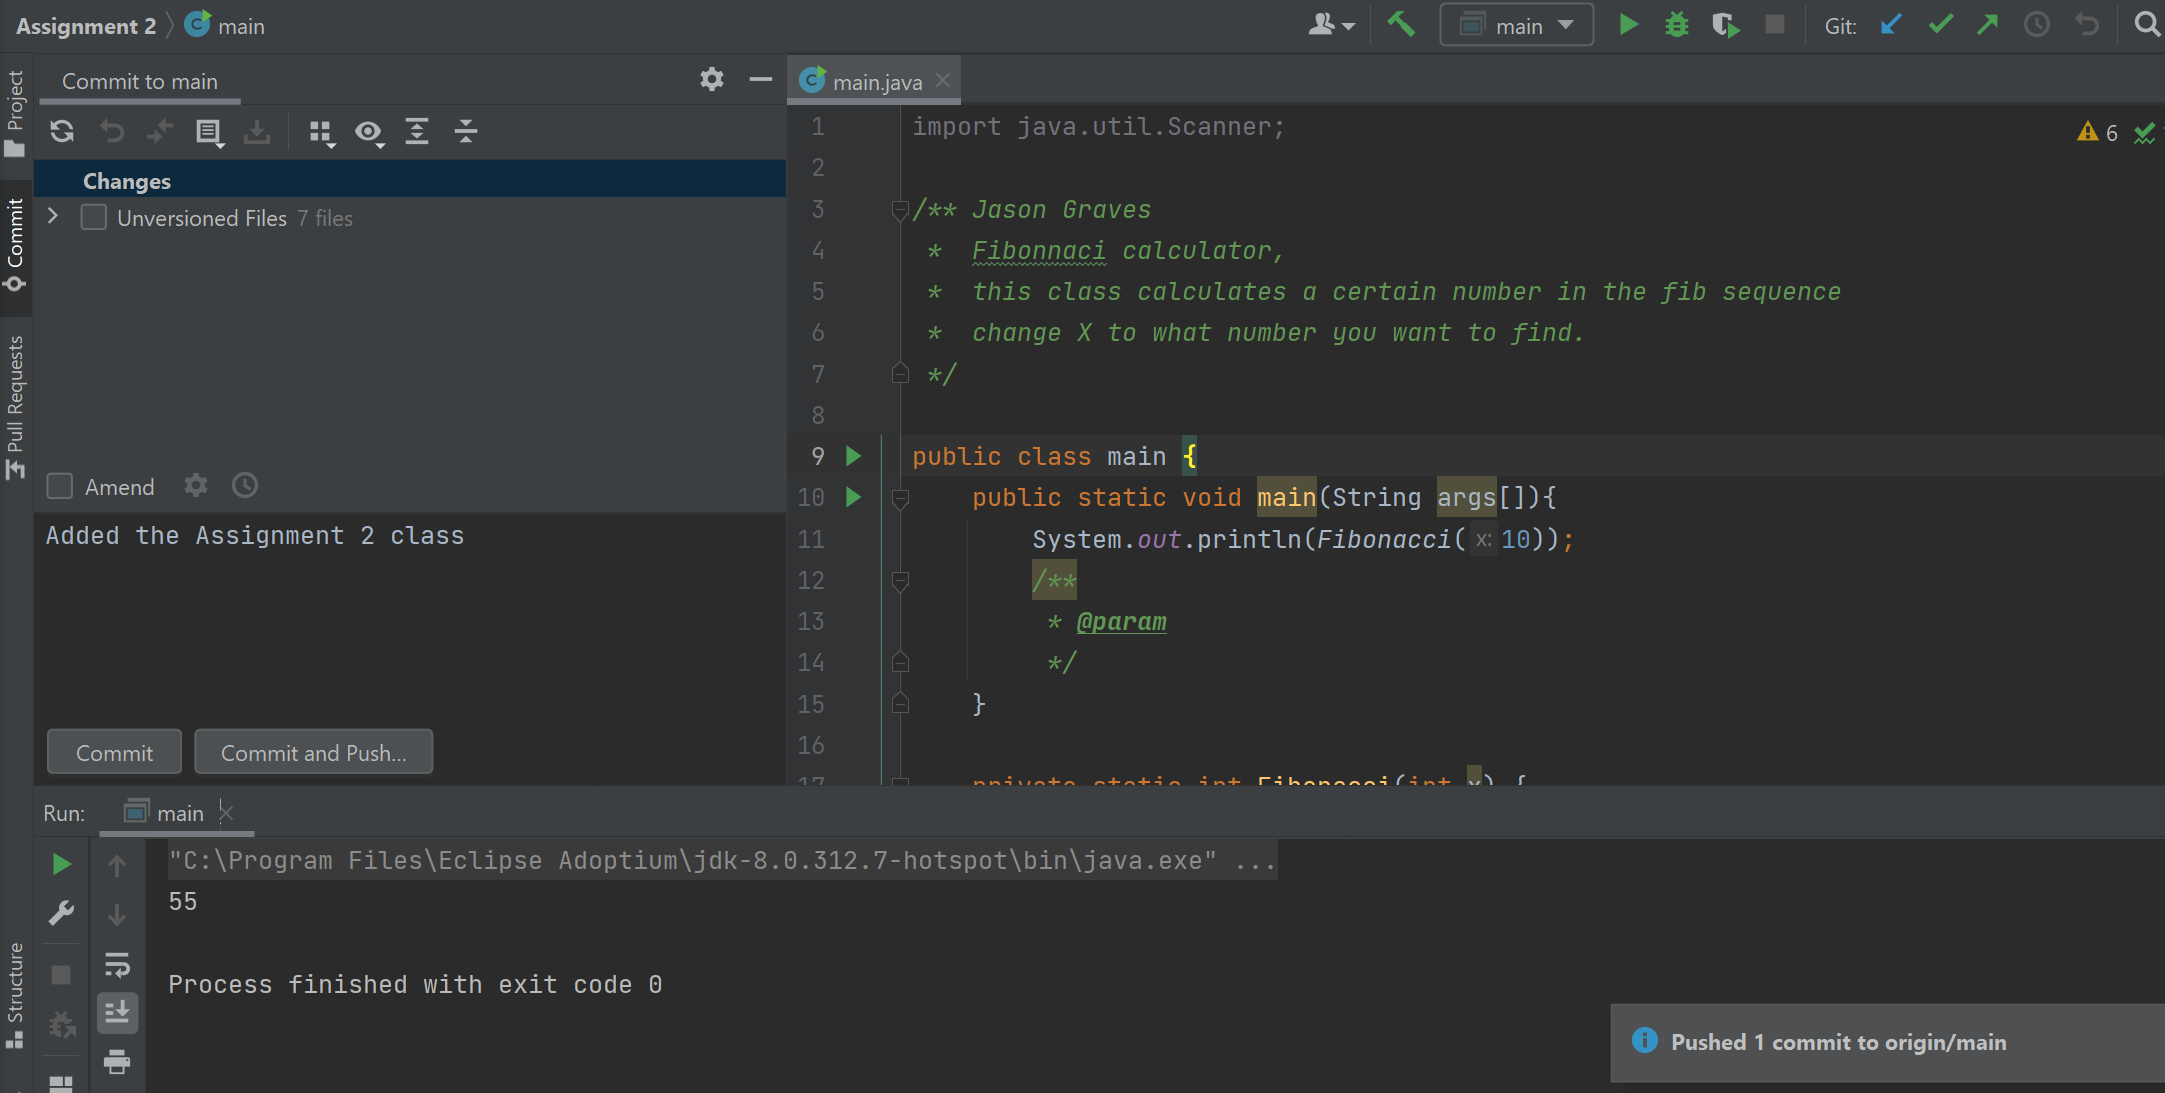 Assignment 2 main
main
Git:
Project
Commit
Pull Requests
Structure
Commit to main
Changes
Unversioned Files 7 files
Amend
Added the Assignment 2 class
Commit
Commit and Push...
main.java
6
1 import java.util.Scanner;
2
3 /** Jason Graves
4 * Fibonnaci calculator,
5 * this class calculates a certain number in the fib sequence
6 * change X to what number you want to find.
7 */
8
9 public class main {
10 public static void main(String args[]){
11 System.out.println(Fibonacci( x: 10));
12 /**
13 * @param
14 */
15 }
16
17 private static int Fibonacci(int x) {
Run: main
"C:\Program Files\Eclipse Adoptium\jdk-8.0.312.7-hotspot\bin\java.exe" ...
55
Process finished with exit code 0
Pushed 1 commit to origin/main